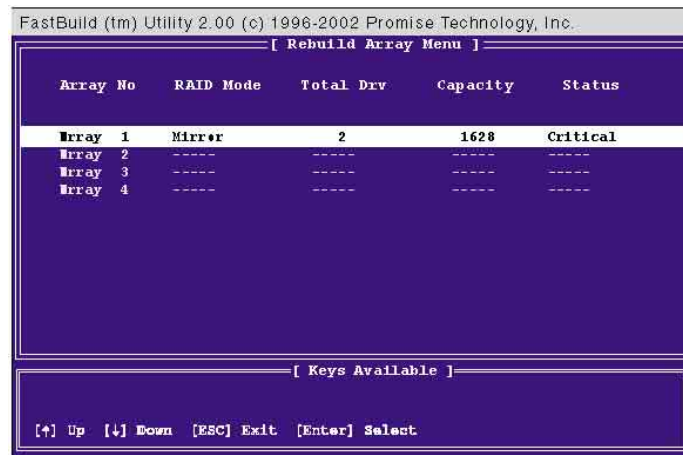 FastBuild (tm) Utility 2.00 (c) 1996-2002 Promise Technology, Inc.
[ Rebuild Array Menu ]
Array No RAID Mode Total Drv Capacity Status
Array 1 Mirror 2 1628 Critical
Array 2 ----- ----- ----- -----
Array 3 ----- ----- ----- -----
Array 4 ----- ----- ----- -----
[ Keys Available ]
[↑] Up [↓] Down [ESC] Exit [Enter] Select